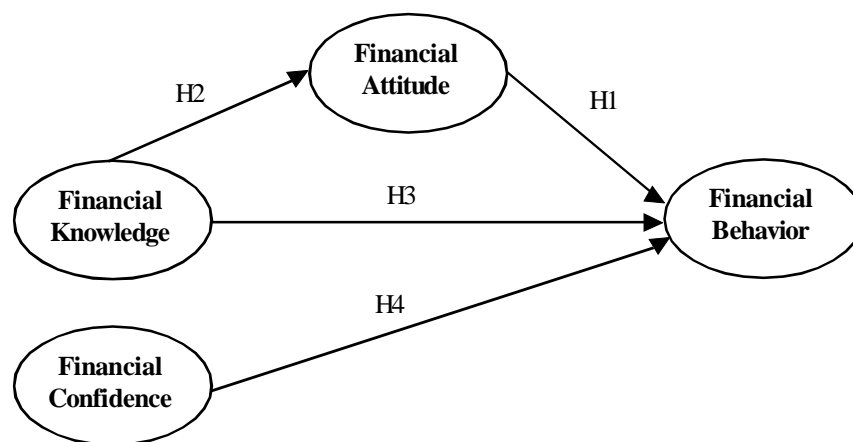 Financial
Attitude
H2
H1
Financial
Knowledge
H3
Financial
Behavior
H4
Financial
Confidence